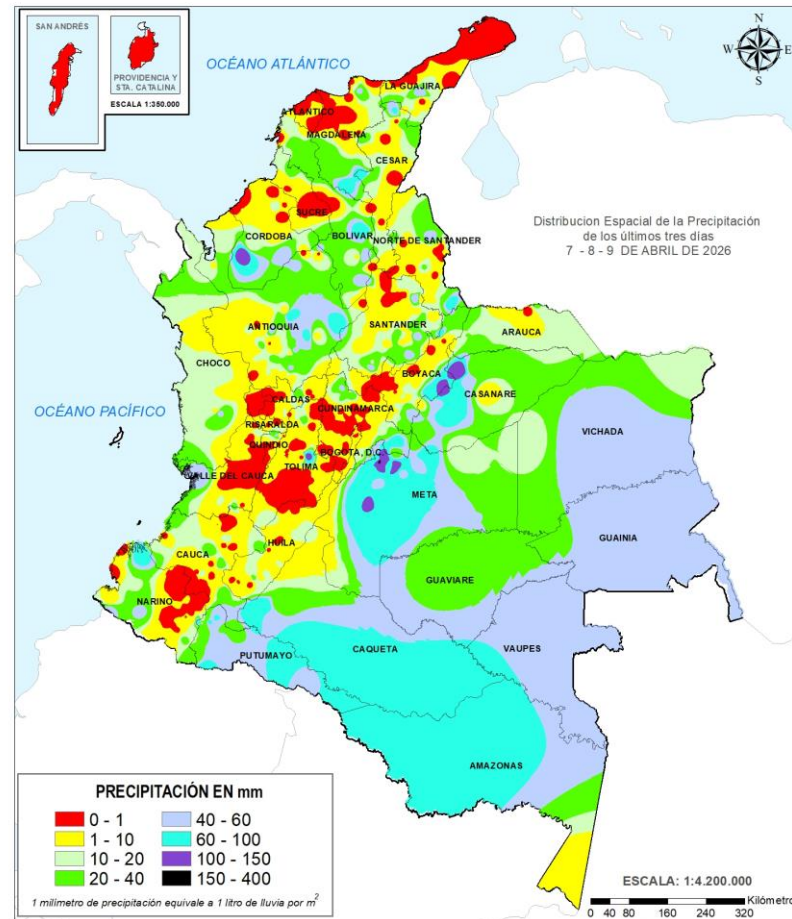 SAN ANDRÉS
PROVIDENCIA Y
STA. CATALINA
ESCALA 1:350.000
OCÉANO ATLÁNTICO
N
W
E
S
LA GUAJIRA
ATLANTICO
MAGDALENA
CESAR
Distribucion Espacial de la Precipitación
de los últimos tres días
7 - 8 - 9 DE ABRIL DE 2026
SUCRE
CORDOBA
BOLIVAR
NORTE DE SANTANDER
ANTIOQUIA
SANTANDER
ARAUCA
CHOCO
BOYACA
CASANARE
OCÉANO PACÍFICO
CALDAS
CUNDINAMARCA
RISARALDA
VICHADA
QUINDIO
BOGOTA, D.C.
TOLIMA
VALLE DEL CAUCA
META
GUAINIA
HUILA
CAUCA
GUAVIARE
NARIÑO
PUTUMAYO
CAQUETA
VAUPES
AMAZONAS
PRECIPITACIÓN EN mm
0 - 1
40 - 60
1 - 10
60 - 100
10 - 20
100 - 150
20 - 40
150 - 400
1 milímetro de precipitación equivale a 1 litro de lluvia por m²
ESCALA: 1:4.200.000
Kilómetro
40 80 160 240 320